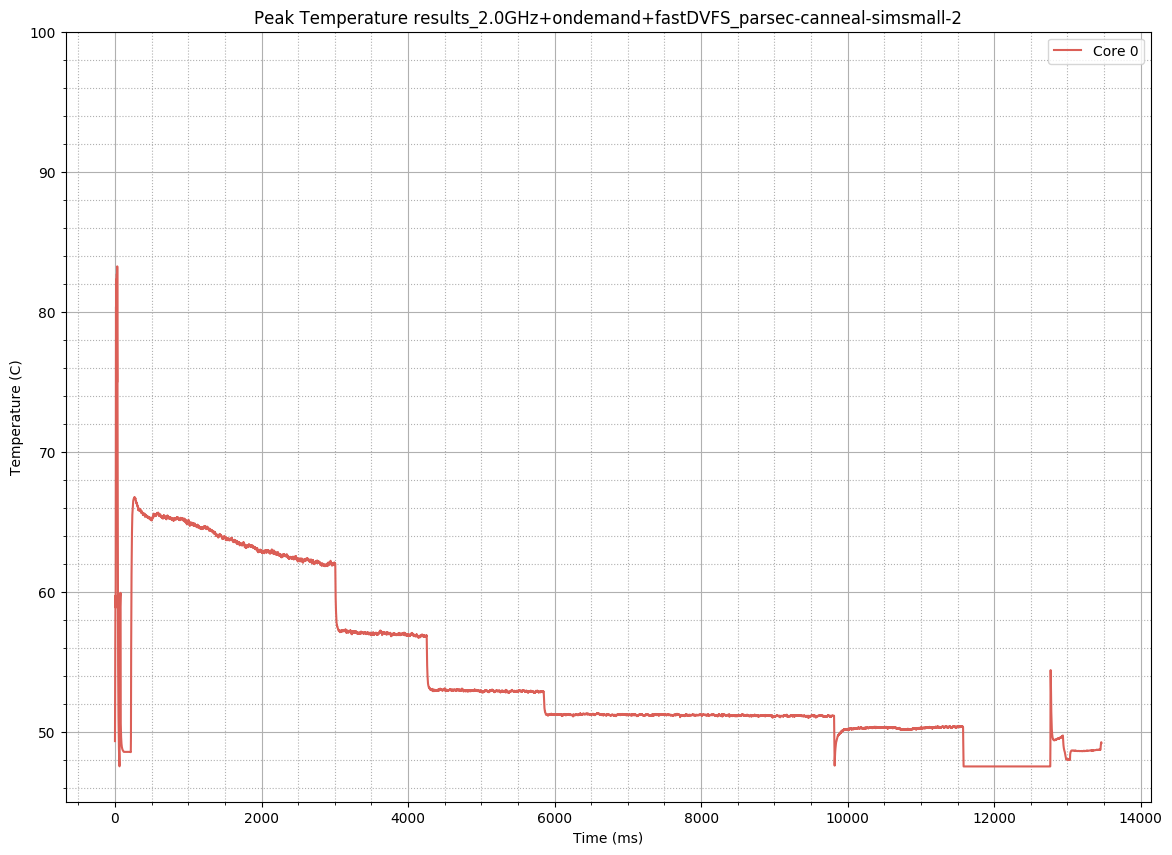 Peak Temperature results_2.0GHz+ondemand+fastDVFS_parsec-canneal-simsmall-2
Core 0
100
90
80
70
60
50
Temperature (C)
0 2000 4000 6000 8000 10000 12000 14000
Time (ms)